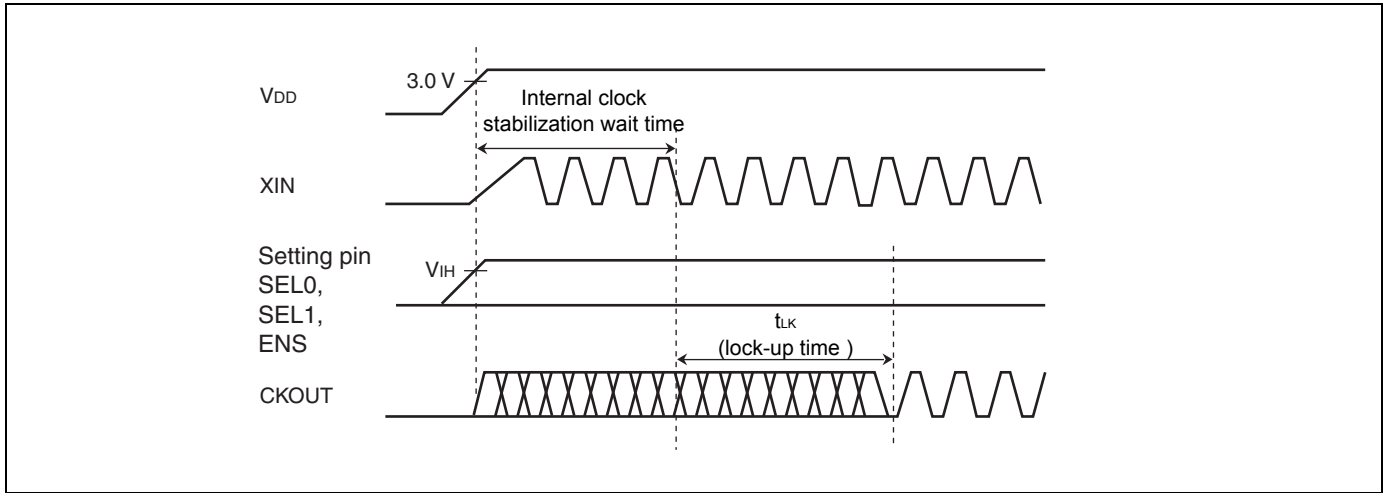 3.0 V
VDD
Internal clock
stabilization wait time
XIN
Setting pin
SEL0,
SEL1,
ENS
VIH
tLK
(lock-up time )
CKOUT